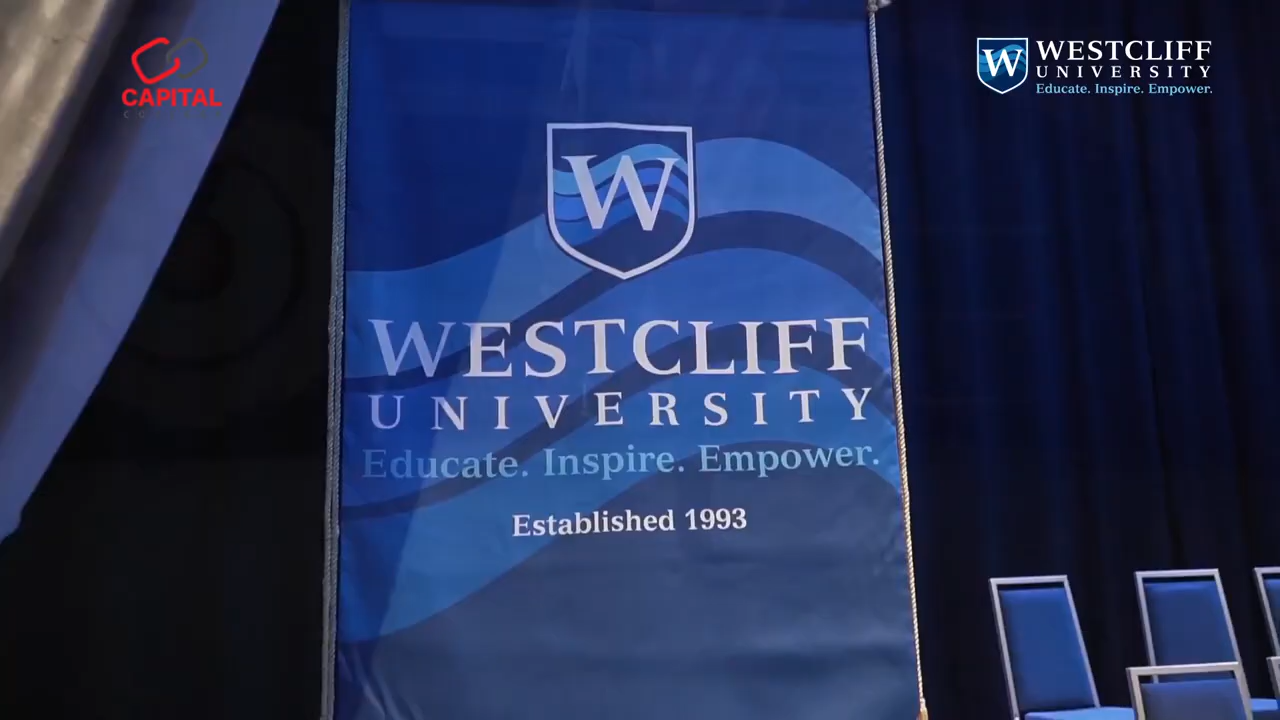 CAPITAL
W WESTCLIFF
UNIVERSITY
Educate. Inspire. Empower.
W
WESTCLIFF
UNIVERSITY
Educate. Inspire. Empower.
Established 1993